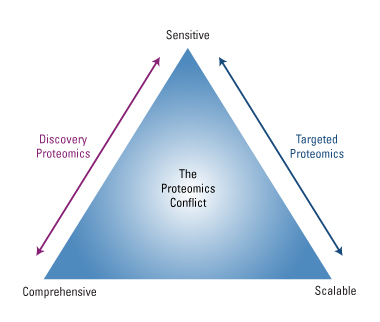 Sensitive
Discovery
Proteomics
Targeted
Proteomics
The
Proteomics
Conflict
Comprehensive
Scalable